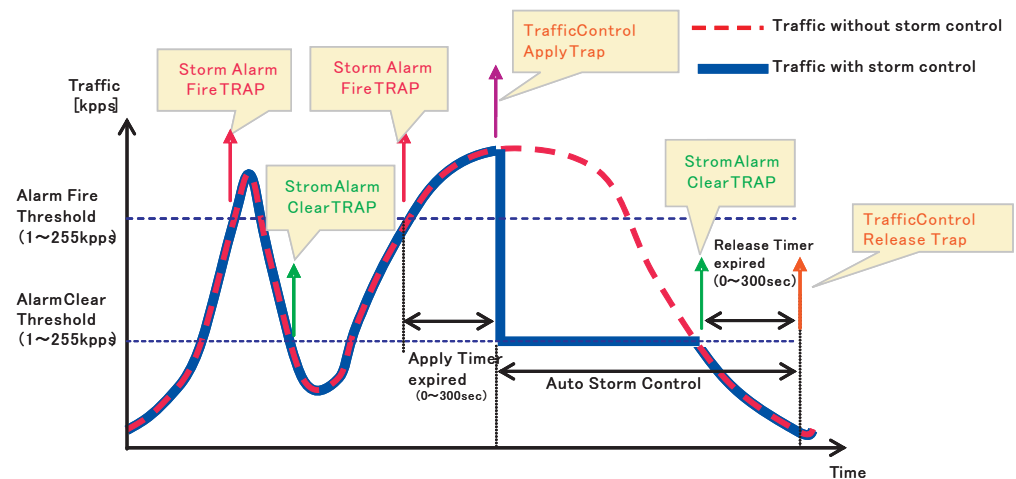 TrafficControl
ApplyTrap
Traffic without storm control
Traffic with storm control
Storm Alarm
FireTRAP
Storm Alarm
FireTRAP
Traffic
[kpps]
StromAlarm
ClearTRAP
StromAlarm
ClearTRAP
Alarm Fire
Threshold
(1～255kpps)
TrafficControl
Release Trap
Release Timer
expired
(0～300sec)
AlarmClear
Threshold
(1～255kpps)
Apply Timer
expired
(0～300sec)
Auto Storm Control
Time